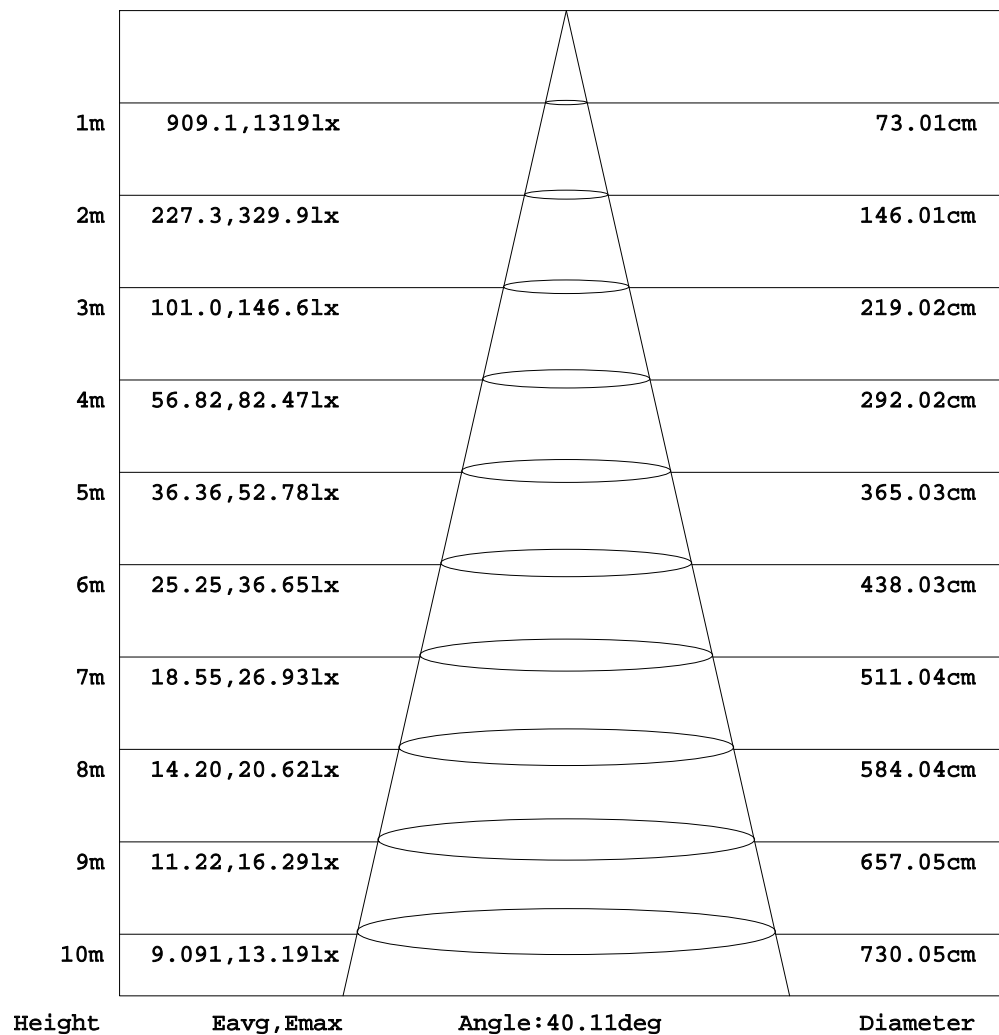 1m 909.1,1319lx 73.01cm
2m 227.3,329.9lx 146.01cm
3m 101.0,146.6lx 219.02cm
4m 56.82,82.47lx 292.02cm
5m 36.36,52.78lx 365.03cm
6m 25.25,36.65lx 438.03cm
7m 18.55,26.93lx 511.04cm
8m 14.20,20.62lx 584.04cm
9m 11.22,16.29lx 657.05cm
10m 9.091,13.19lx 730.05cm
Height Eavg,Emax Angle:40.11deg Diameter